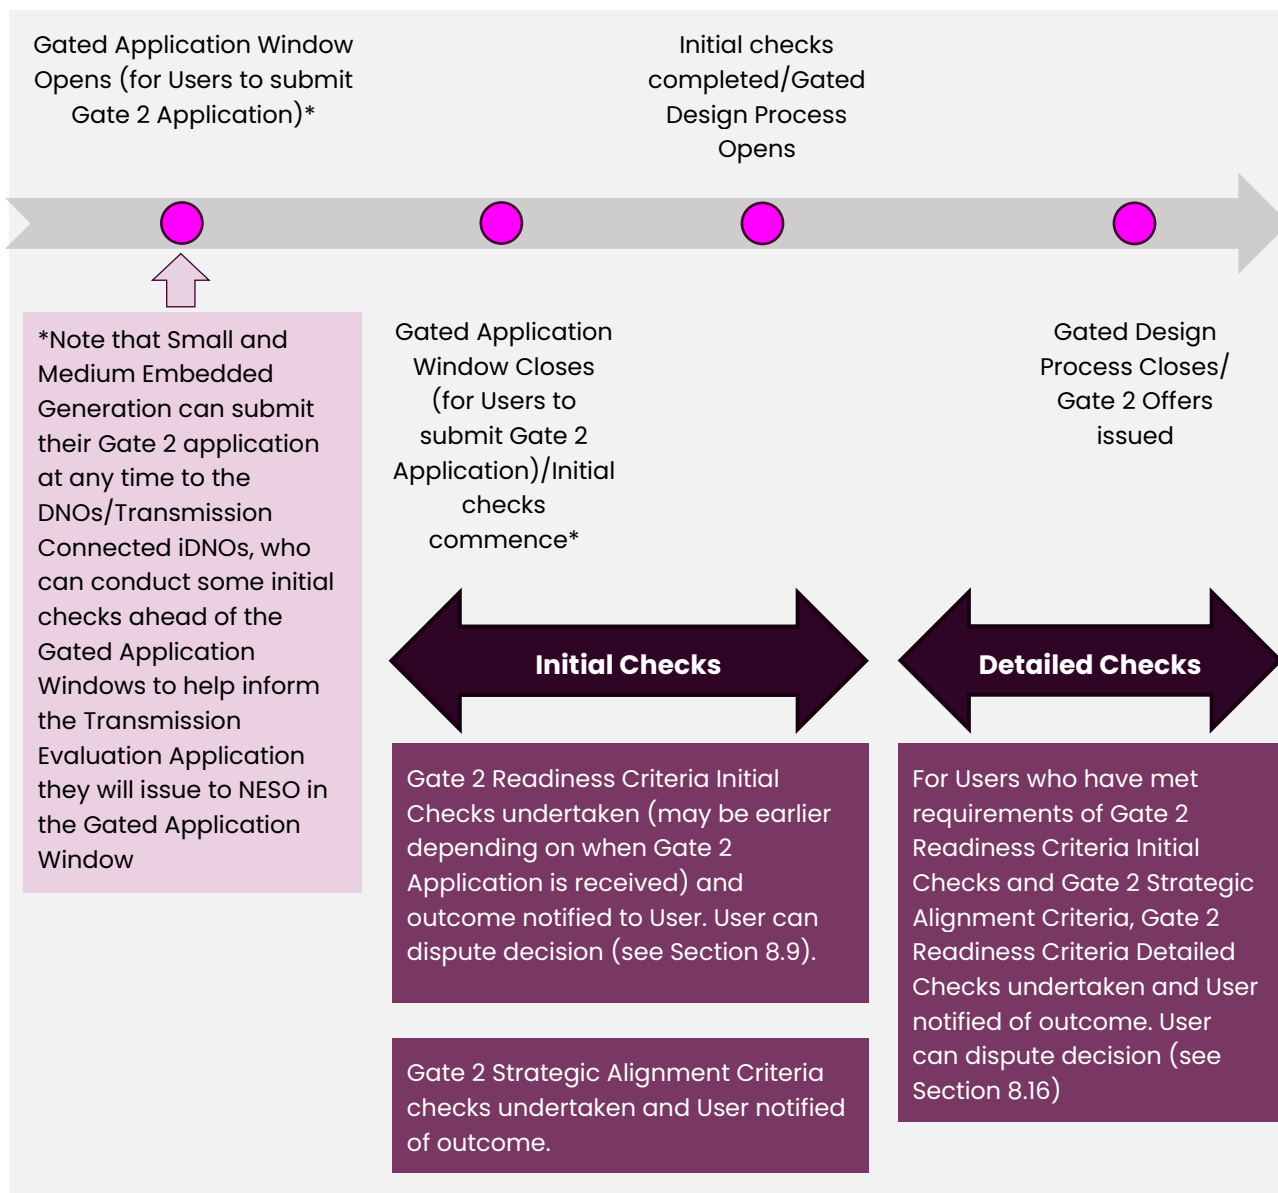 Gated Application Window
Opens (for Users to submit
Gate 2 Application)*
Initial checks
completed/Gated
Design Process
Opens
*Note that Small and
Medium Embedded
Generation can submit
their Gate 2 application
at any time to the
DNOs/Transmission
Connected iDNOs, who
can conduct some initial
checks ahead of the
Gated Application
Windows to help inform
the Transmission
Evaluation Application
they will issue to NESO in
the Gated Application
Window
Gated Application
Window Closes
(for Users to
submit Gate 2
Application)/Initial
checks
commence*
Gated Design
Process Closes/
Gate 2 Offers
issued
Initial Checks
Detailed Checks
Gate 2 Readiness Criteria Initial
Checks undertaken (may be earlier
depending on when Gate 2
Application is received) and
outcome notified to User. User can
dispute decision (see Section 8.9).
Gate 2 Strategic Alignment Criteria
checks undertaken and User notified
of outcome.
For Users who have met
requirements of Gate 2
Readiness Criteria Initial
Checks and Gate 2 Strategic
Alignment Criteria, Gate 2
Readiness Criteria Detailed
Checks undertaken and User
notified of outcome. User
can dispute decision (see
Section 8.16)